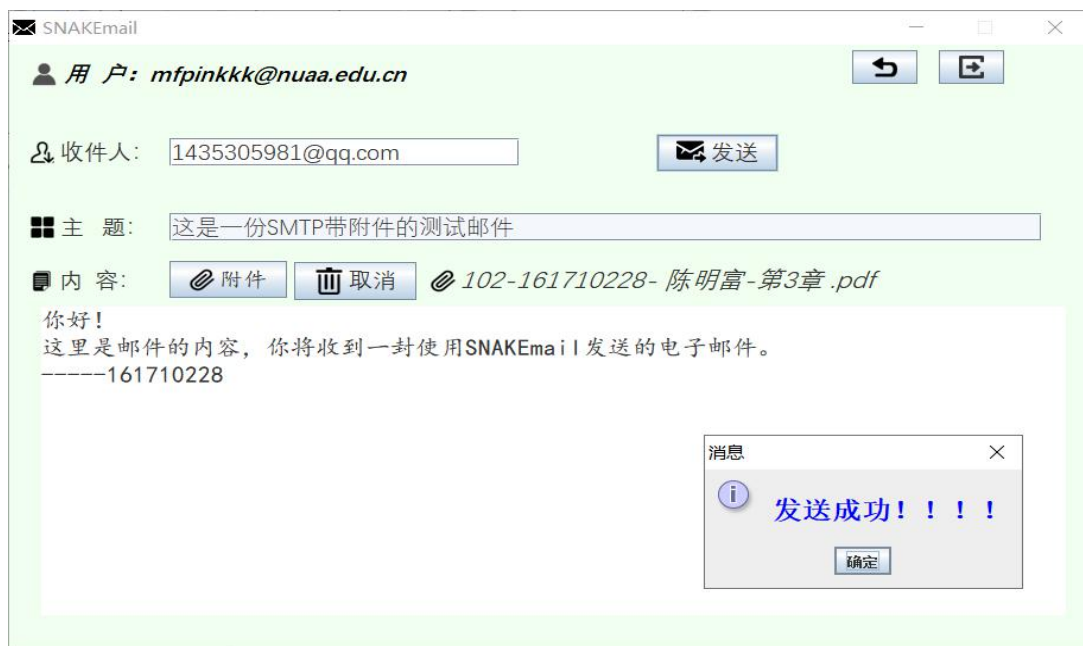 SNAKEmail
用 户：mfpinkkk@nuaa.edu.cn
收件人: 1435305981@qq.com 发送
主 题: 这是一份SMTP带附件的测试邮件
内 容: 附件 取消 102-161710228- 陈明富-第3章 .pdf
你好!
这里是邮件的内容, 你将收到一封使用SNAKEmail发送的电子邮件。
-----161710228
消息
发送成功！！！！
确定